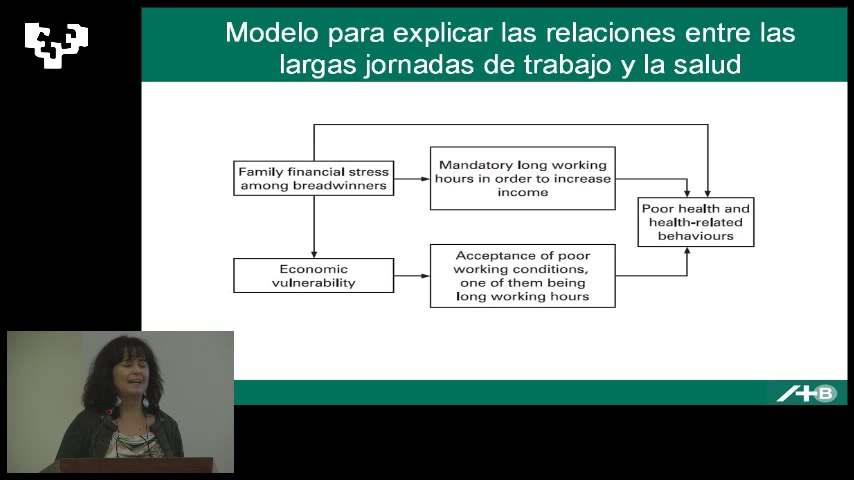 Modelo para explicar las relaciones entre las
largas jornadas de trabajo y la salud
Family financial stress
among breadwinners
Mandatory long working
hours in order to increase
income
Poor health and
health-related
behaviours
Economic
vulnerability
Acceptance of poor
working conditions,
one of them being
long working hours
B